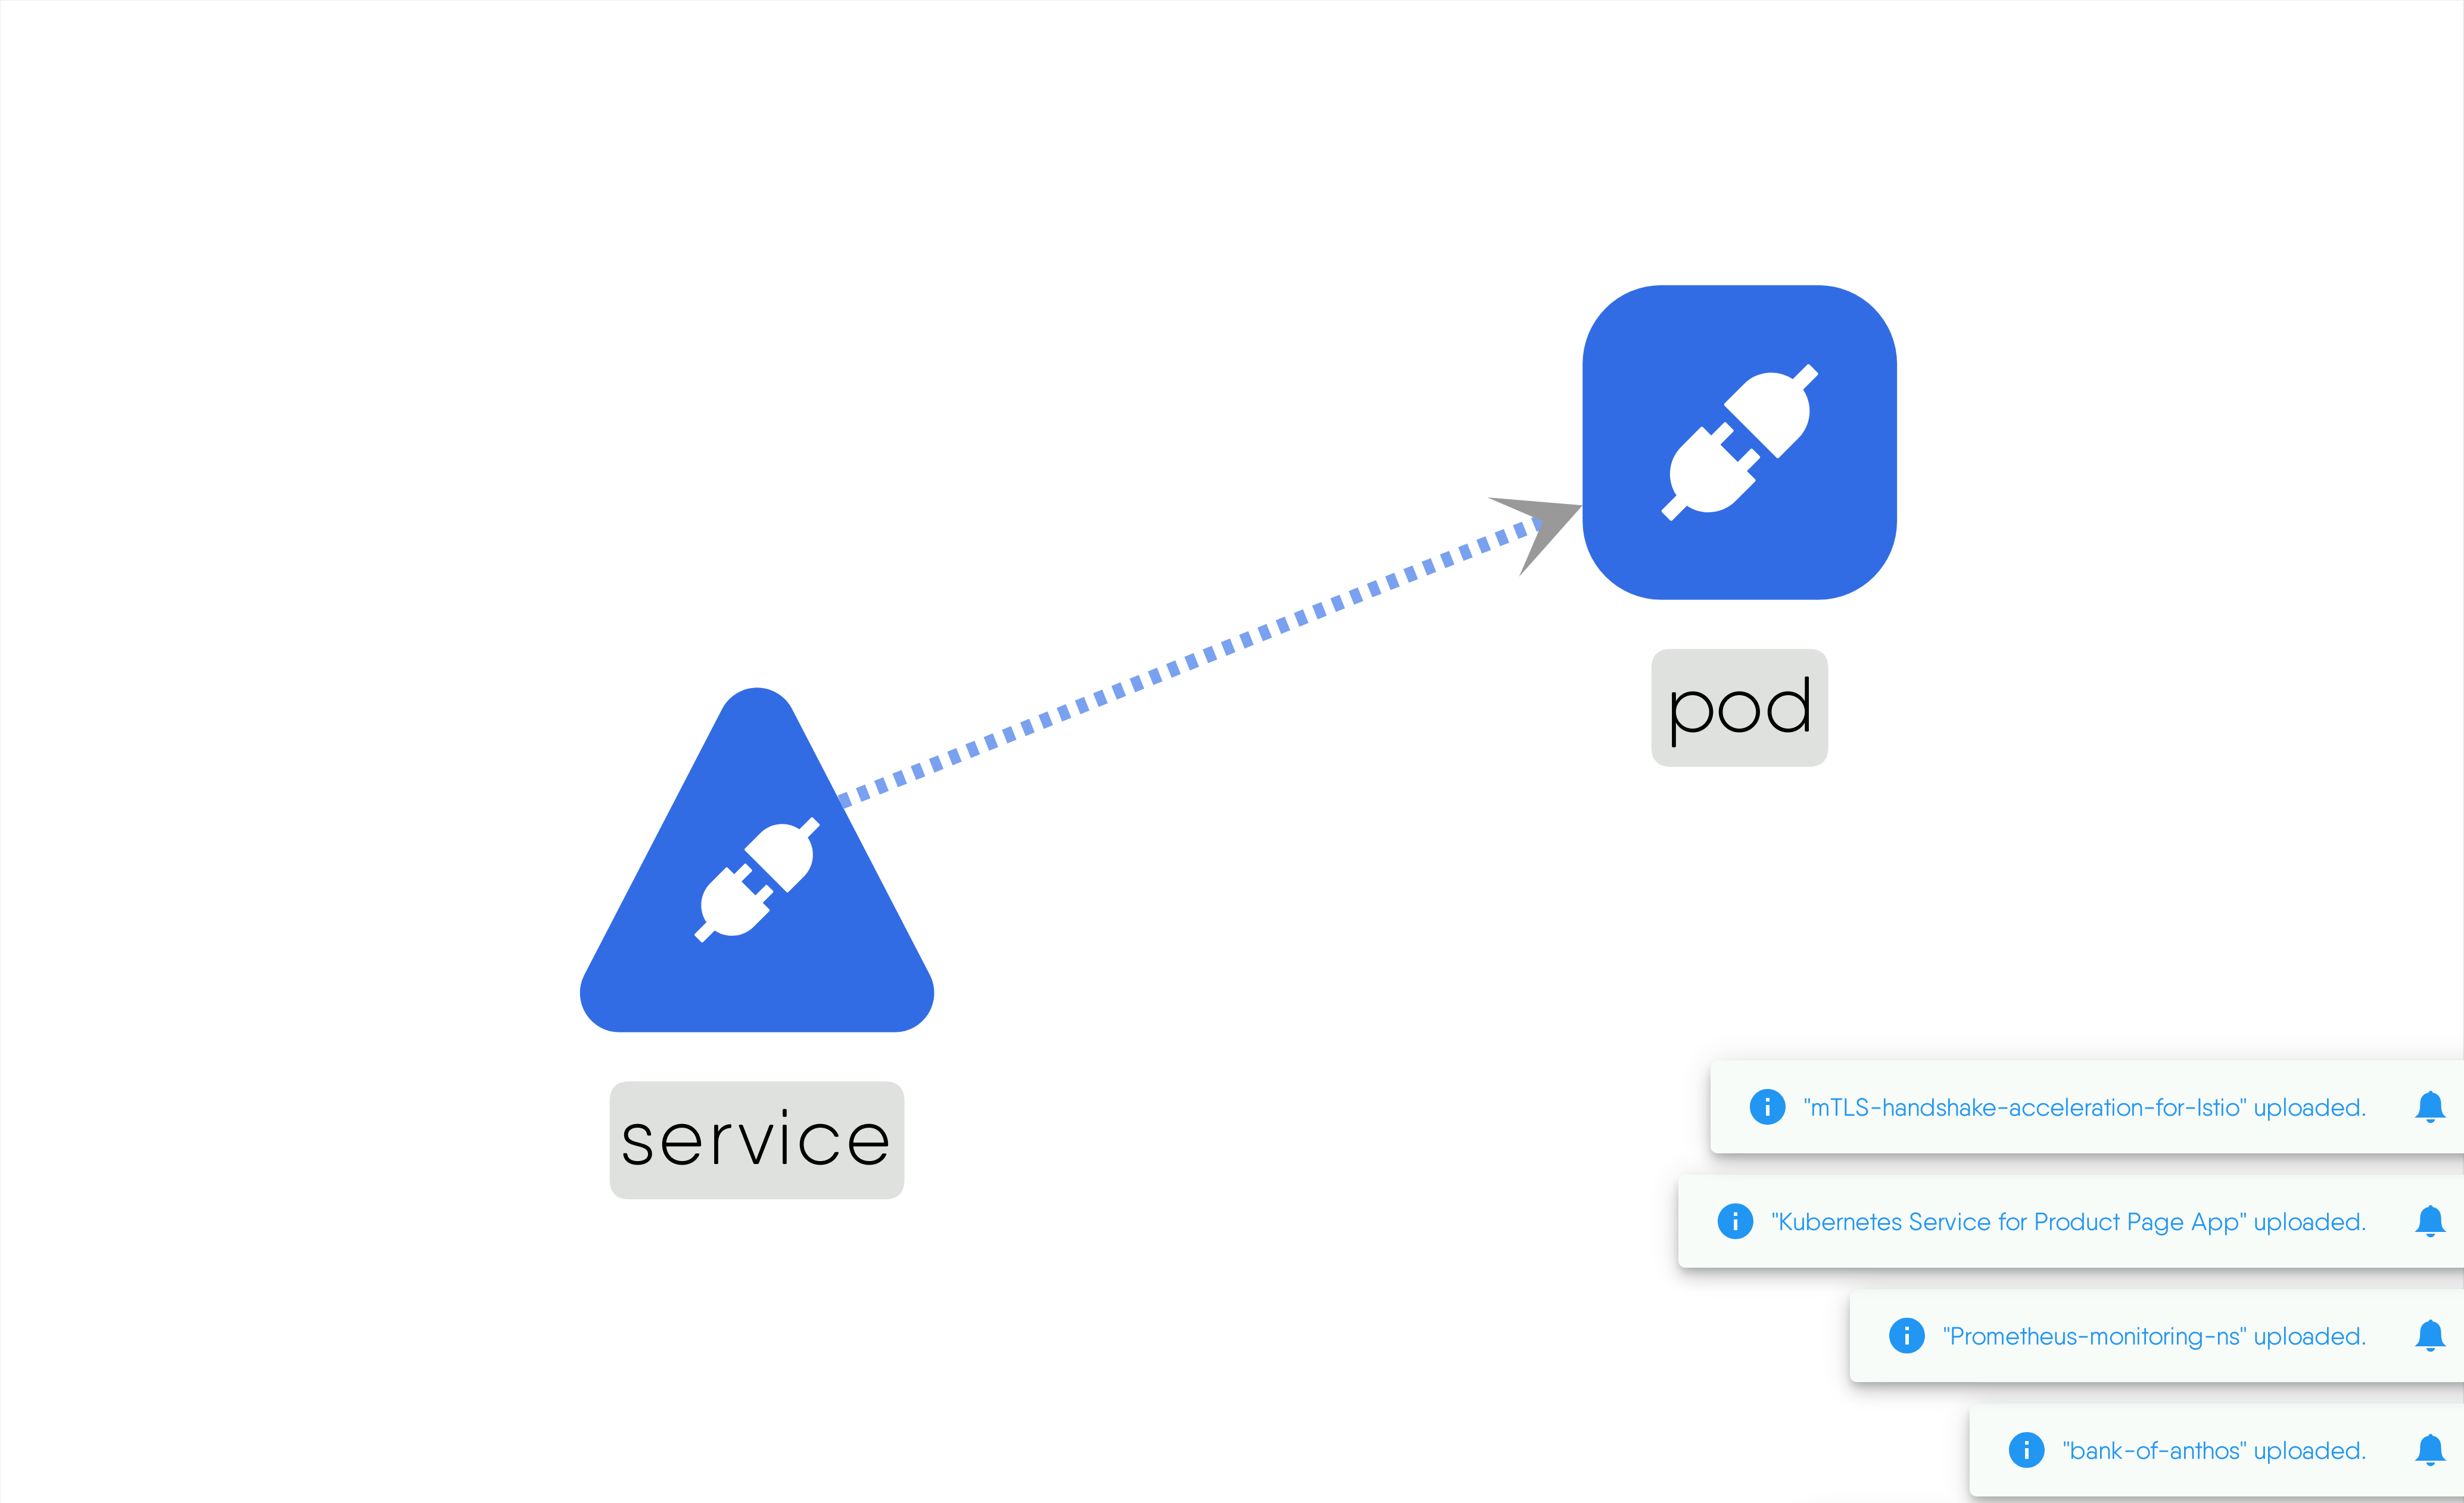 pod
service
"mTLS-handshake-acceleration-for-Istio" uploaded.
"Kubernetes Service for Product Page App" uploaded.
"Prometheus-monitoring-ns" uploaded.
"bank-of-anthos" uploaded.